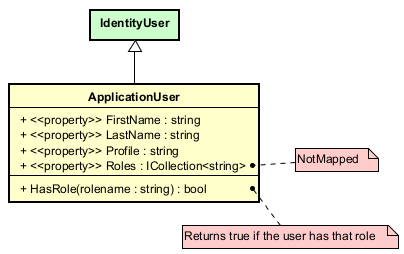 IdentityUser
ApplicationUser
+ <<property>> FirstName : string
+ <<property>> LastName : string
+ <<property>> Profile : string
+ <<property>> Roles : ICollection<string>
NotMapped
+ HasRole(rolename : string) : bool
Returns true if the user has that role